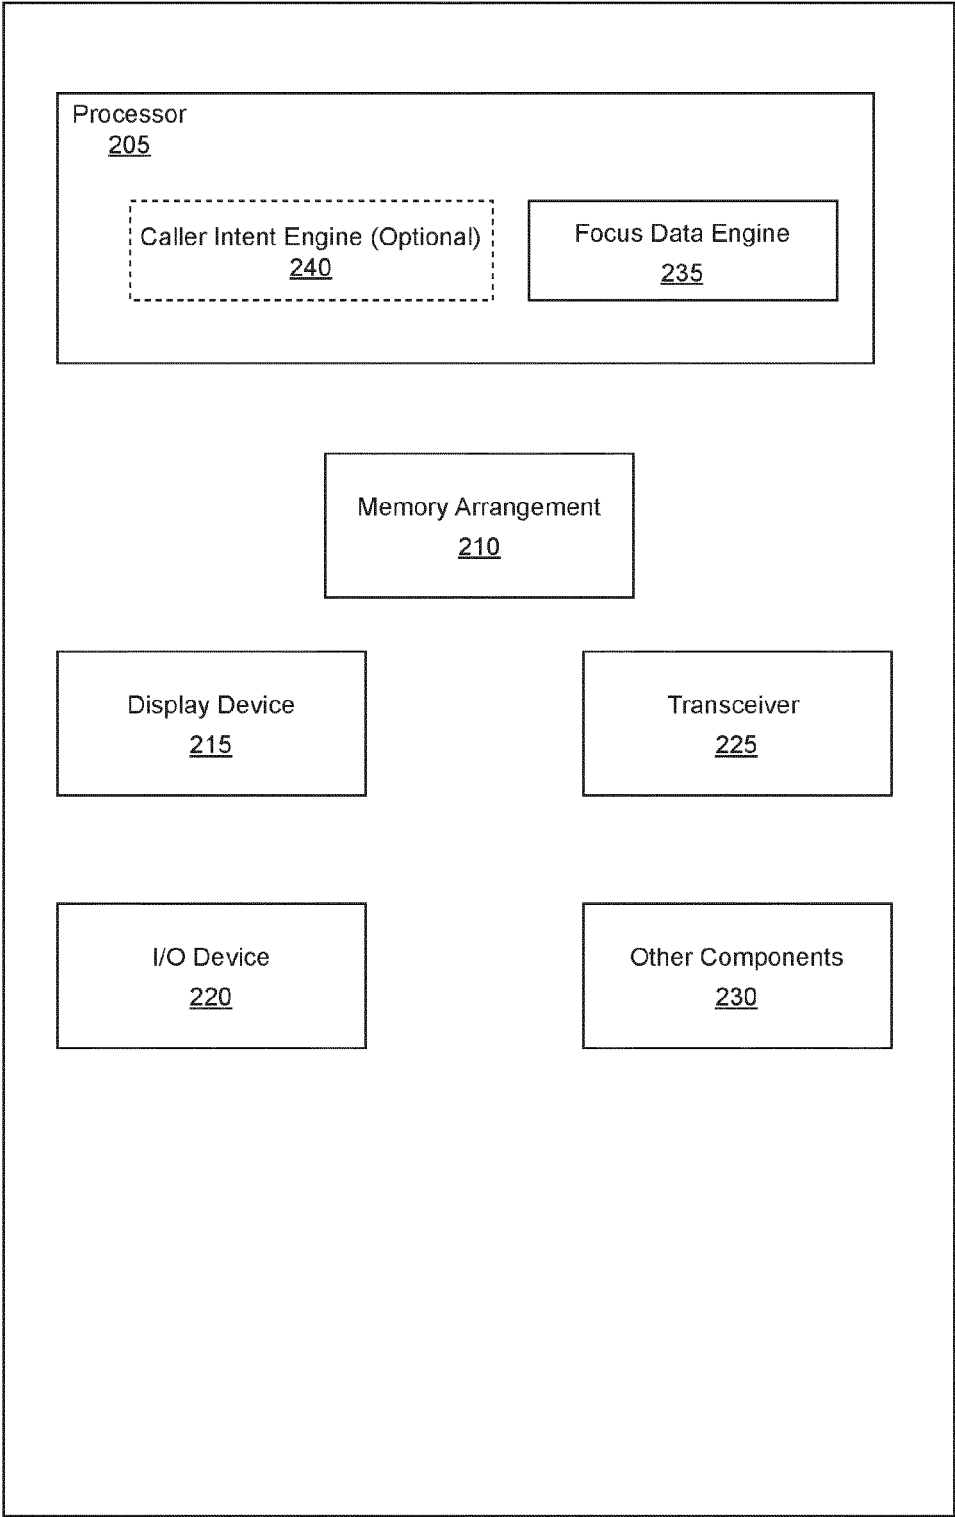 Processor
205
Caller Intent Engine (Optional)
240
Focus Data Engine
235
Memory Arrangement
210
Display Device
215
Transceiver
225
I/O Device
220
Other Components
230